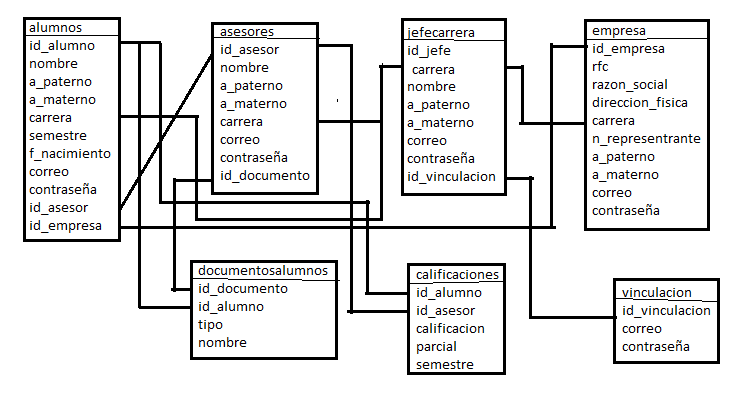 alumnos
id_alumno
nombre
a_paterno
a_materno
carrera
semestre
f_nacimiento
correo
contraseña
id_asesor
id_empresa
asesores
id_asesor
nombre
a_paterno
a_materno
carrera
correo
contraseña
id_documento
jefecarrera
id_jefe
carrera
nombre
a_paterno
a_materno
correo
contraseña
id_vinculacion
empresa
id_empresa
rfc
razon_social
direccion_fisica
carrera
n_representrante
a_paterno
a_materno
correo
contraseña
documentosalumnos
id_documento
id_alumno
tipo
nombre
calificaciones
id_alumno
id_asesor
calificacion
parcial
semestre
vinculacion
id_vinculacion
correo
contraseña